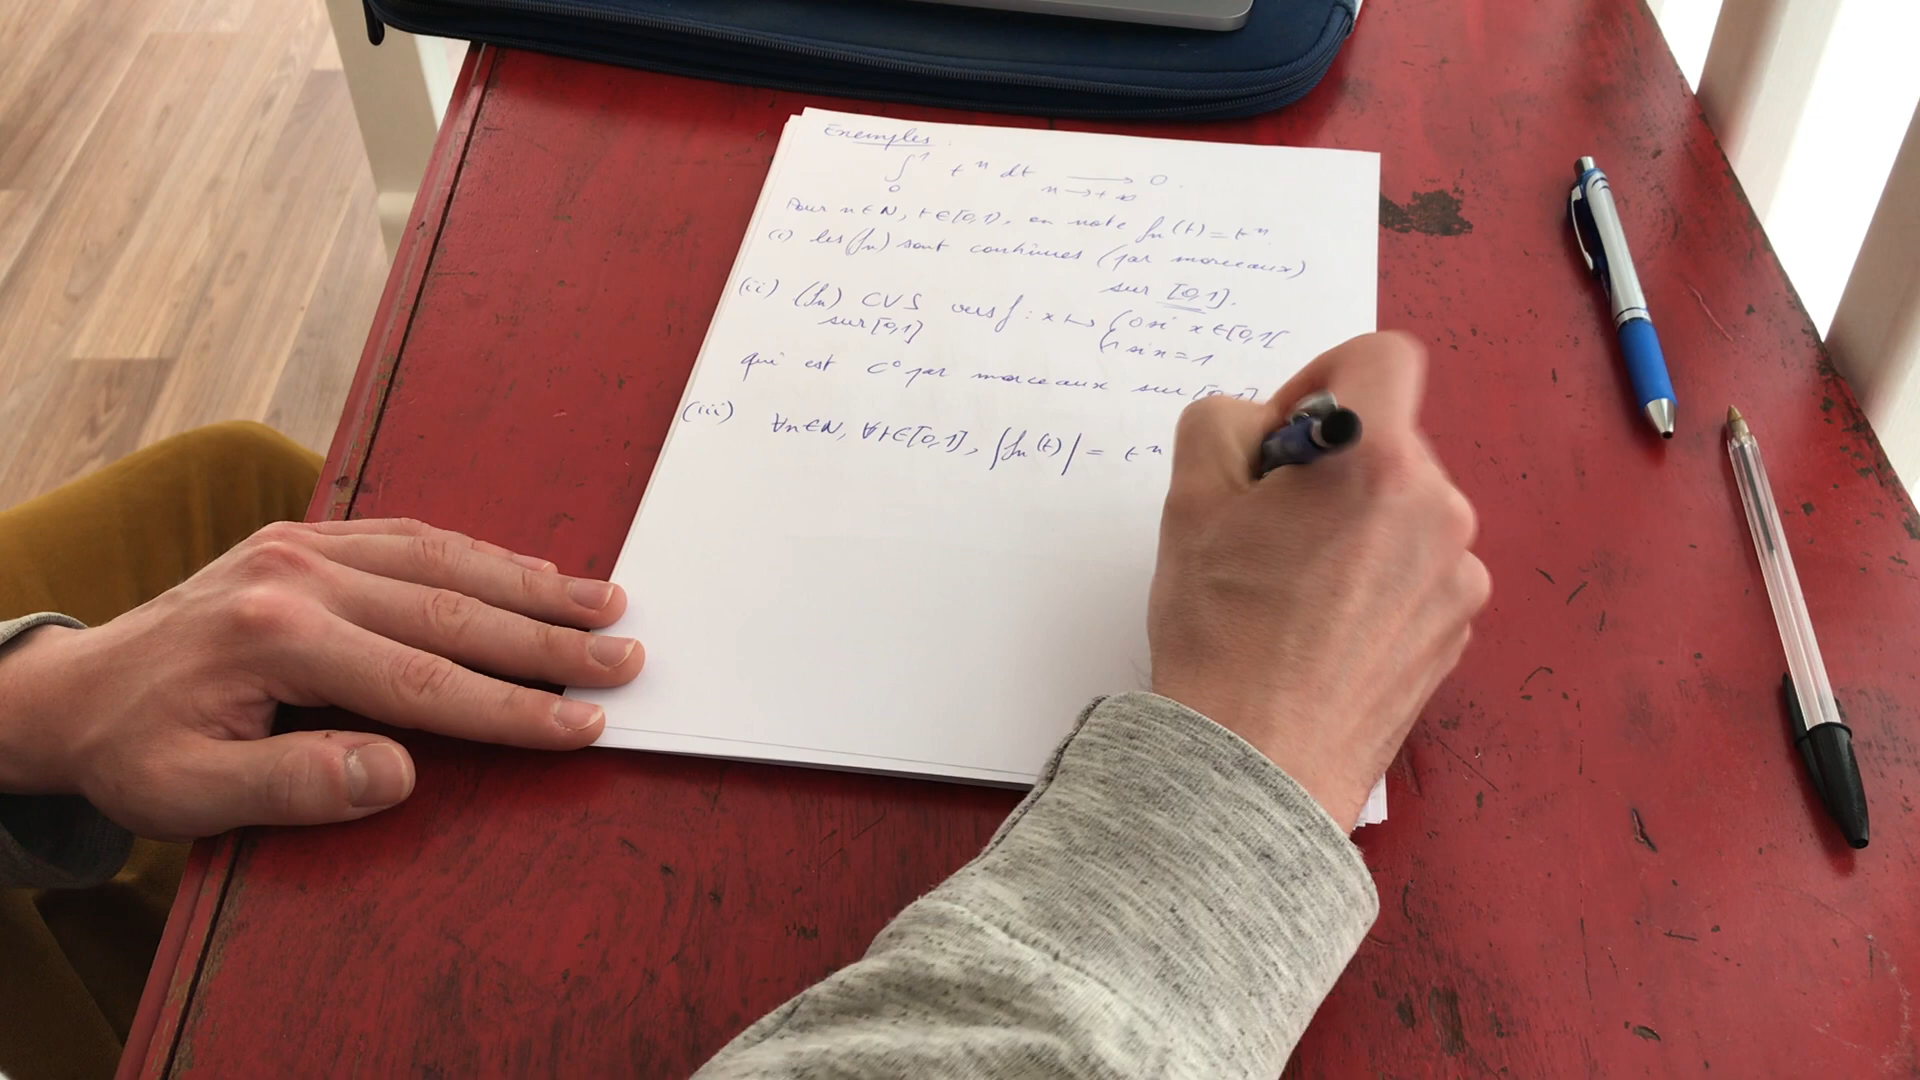 Exemples
∫₀¹ tⁿ dt ⟶ 0.
n→+∞
Pour n∈N, t∈[0,1], on note fn(t)=tⁿ.
(i) les (fn) sont continues (par morceaux)
sur [0,1].
(ii) (fn) CVS vers f : x↦ { 0 si x∈[0,1[
sur [0,1] { 1 si x=1
qui est C⁰ par morceaux sur [0,1]
(iii) ∀n∈N, ∀t∈[0,1], |fn(t)| = tⁿ